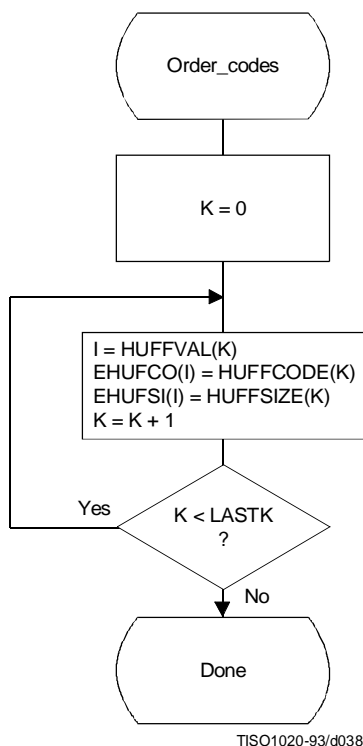 Order_codes
K = 0
I = HUFFVAL(K)
EHUFCO(I) = HUFFCODE(K)
EHUFSI(I) = HUFFSIZE(K)
K = K + 1
Yes
K < LASTK
?
No
Done
TISO1020-93/d038